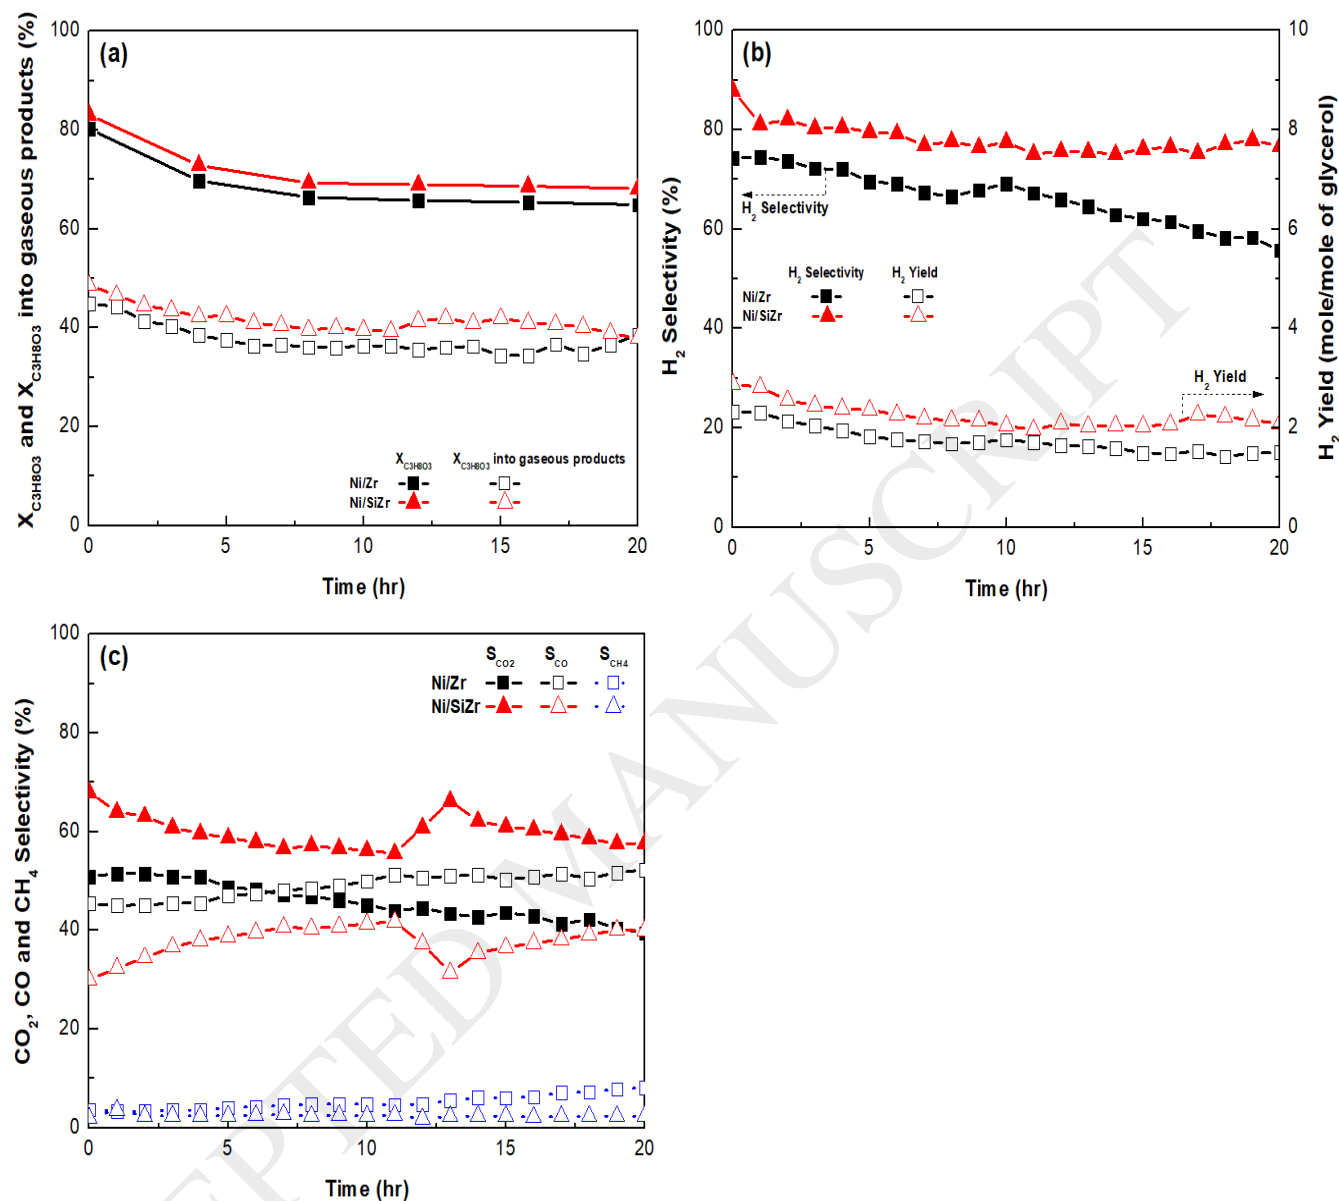 (a)
X_C3H8O3 and X_C3H8O3 into gaseous products (%)
100
80
60
40
20
0
X_C3H8O3 X_C3H8O3 into gaseous products
Ni/Zr
Ni/SiZr
0 5 10 15 20
Time (hr)
(b)
H2 Selectivity (%)
100
80
60
40
20
0
H2 Selectivity
H2 Selectivity H2 Yield
Ni/Zr
Ni/SiZr
H2 Yield
10
8
6
4
2
0
H2 Yield (mole/mole of glycerol)
0 5 10 15 20
Time (hr)
(c)
CO2, CO and CH4 Selectivity (%)
100
80
60
40
20
0
S_CO2 S_CO S_CH4
Ni/Zr
Ni/SiZr
0 5 10 15 20
Time (hr)
EPTED MANUSCRIPT